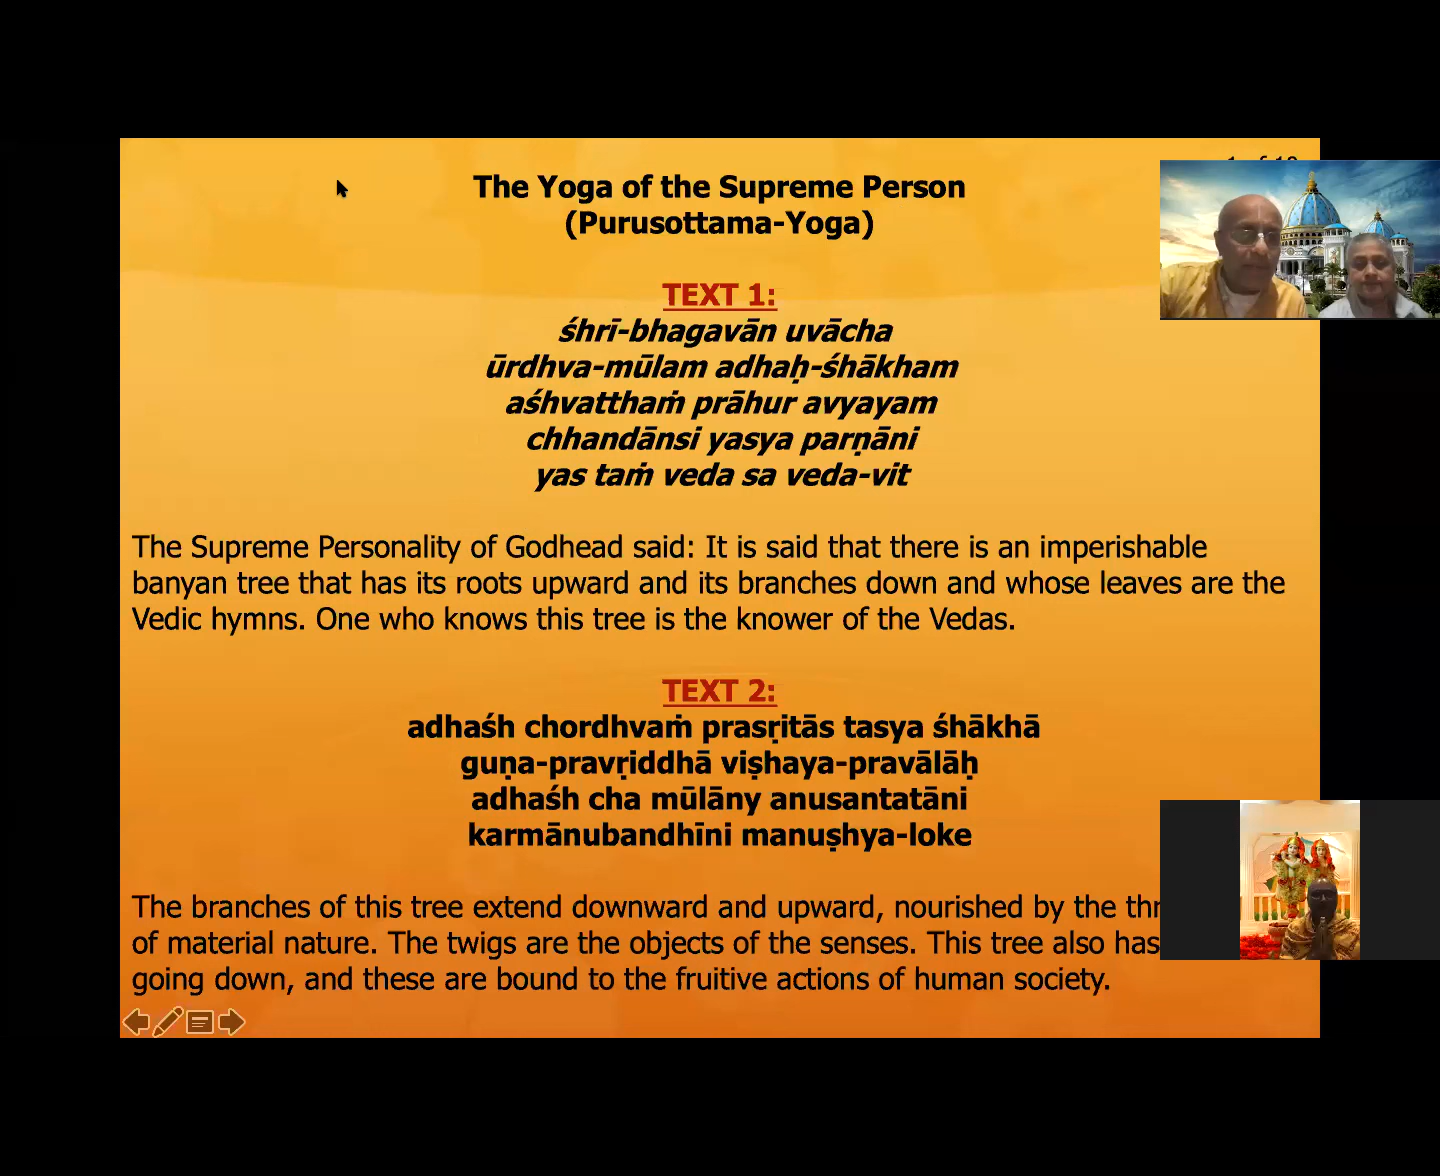 The Yoga of the Supreme Person
(Purusottama-Yoga)
TEXT 1:
śhrī-bhagavān uvācha
ūrdhva-mūlam adhaḥ-śhākham
aśhvatthaṁ prāhur avyayam
chhandānsi yasya parṇāni
yas taṁ veda sa veda-vit
The Supreme Personality of Godhead said: It is said that there is an imperishable
banyan tree that has its roots upward and its branches down and whose leaves are the
Vedic hymns. One who knows this tree is the knower of the Vedas.
TEXT 2:
adhaśh chordhvaṁ prasṛitās tasya śhākhā
guṇa-pravṛiddhā viṣhaya-pravālāḥ
adhaśh cha mūlāny anusantatāni
karmānubandhīni manuṣhya-loke
The branches of this tree extend downward and upward, nourished by the
of material nature. The twigs are the objects of the senses. This tree also has
going down, and these are bound to the fruitive actions of human society.